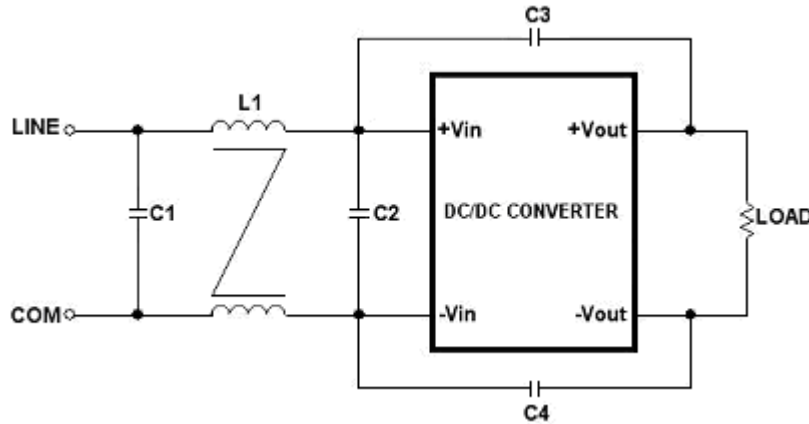 C3
L1
LINE
+Vin
+Vout
C1
C2
DC/DC CONVERTER
LOAD
COM
-Vin
-Vout
C4